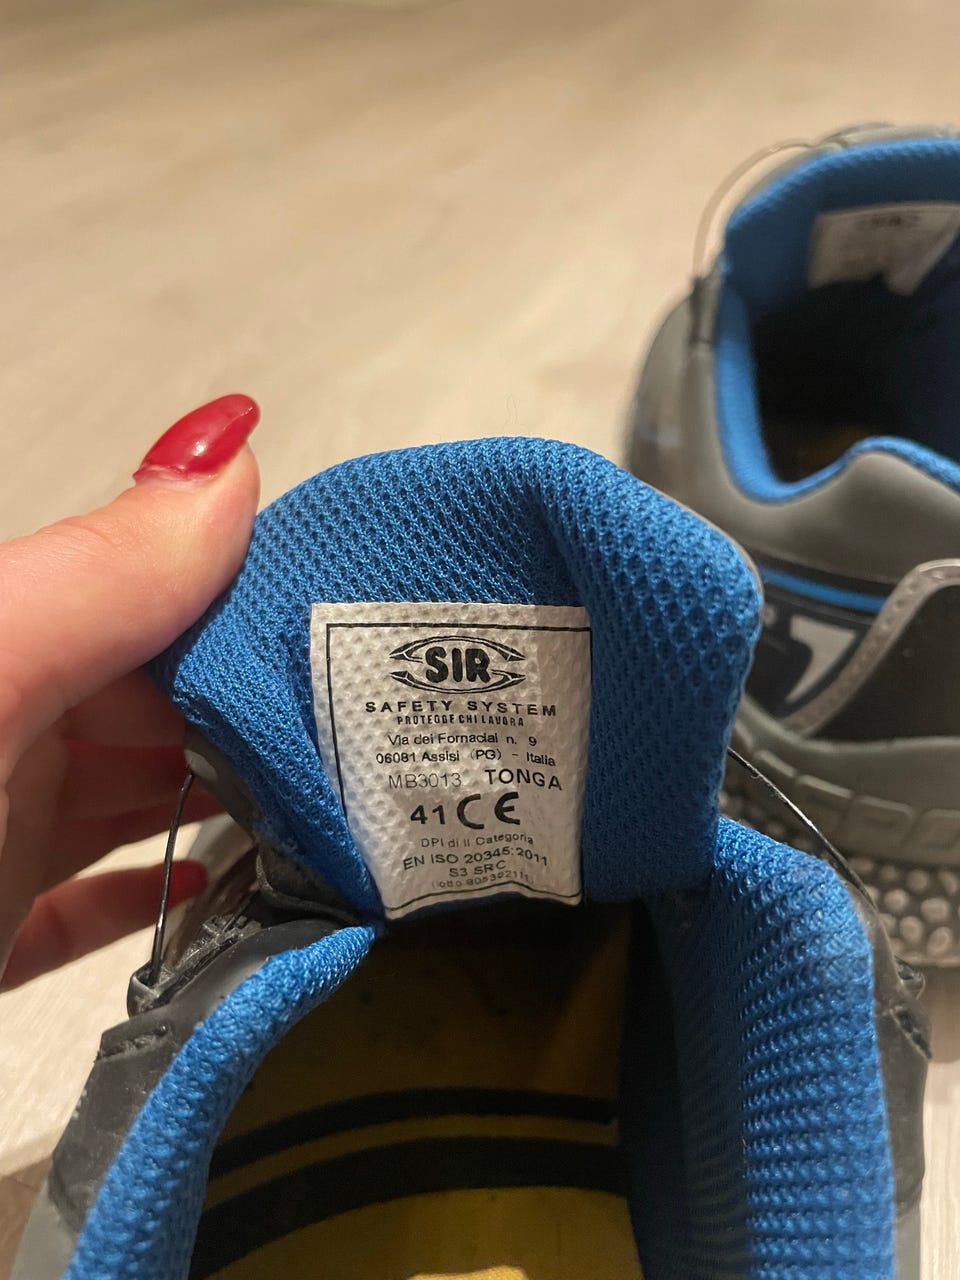 SIR
SAFETY SYSTEM
PROTEGGE CHI LAVORA
Via dei Fornaciai n. 9
06081 Assisi (PG) - Italia
MB3013 TONGA
41 CE
DPI di II Categoria
EN ISO 20345:2011
S3 SRC